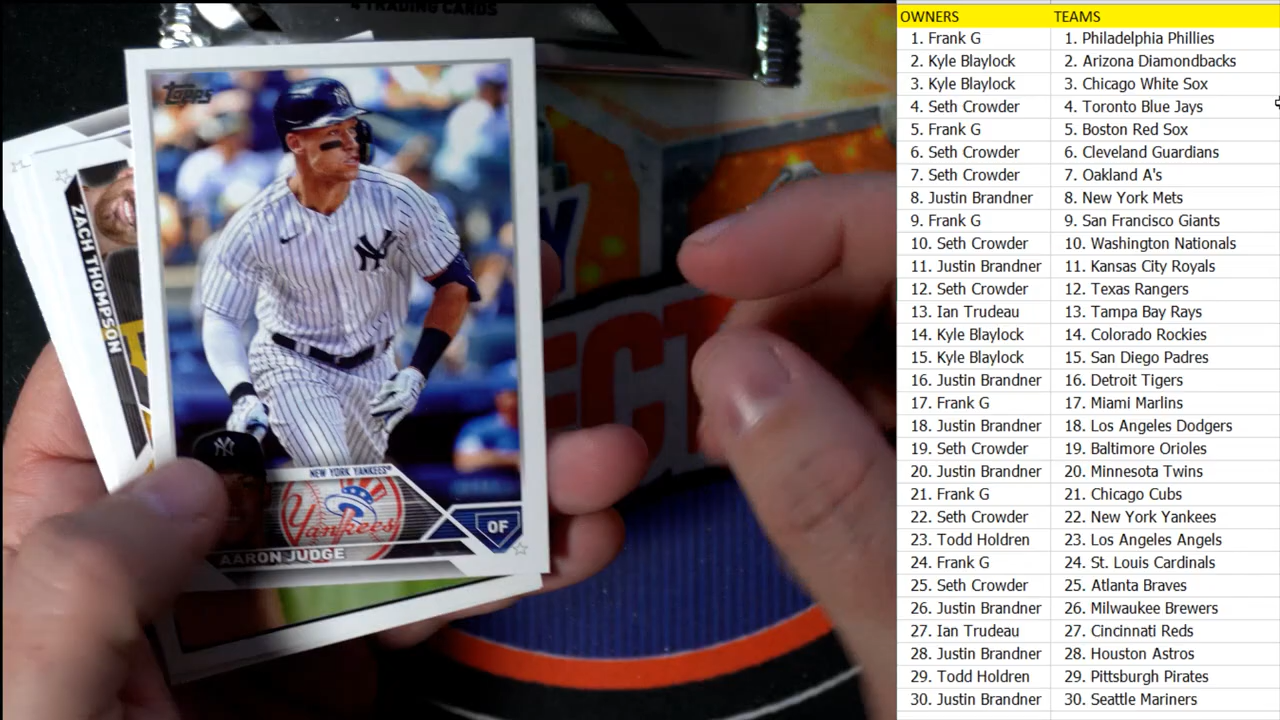 4 TRADING CARDS
Topps
ZACH THOMPSON
NY
NEW YORK YANKEES
Yankees
OF
AARON JUDGE
OWNERS TEAMS
1. Frank G 1. Philadelphia Phillies
2. Kyle Blaylock 2. Arizona Diamondbacks
3. Kyle Blaylock 3. Chicago White Sox
4. Seth Crowder 4. Toronto Blue Jays
5. Frank G 5. Boston Red Sox
6. Seth Crowder 6. Cleveland Guardians
7. Seth Crowder 7. Oakland A's
8. Justin Brandner 8. New York Mets
9. Frank G 9. San Francisco Giants
10. Seth Crowder 10. Washington Nationals
11. Justin Brandner 11. Kansas City Royals
12. Seth Crowder 12. Texas Rangers
13. Ian Trudeau 13. Tampa Bay Rays
14. Kyle Blaylock 14. Colorado Rockies
15. Kyle Blaylock 15. San Diego Padres
16. Justin Brandner 16. Detroit Tigers
17. Frank G 17. Miami Marlins
18. Justin Brandner 18. Los Angeles Dodgers
19. Seth Crowder 19. Baltimore Orioles
20. Justin Brandner 20. Minnesota Twins
21. Frank G 21. Chicago Cubs
22. Seth Crowder 22. New York Yankees
23. Todd Holdren 23. Los Angeles Angels
24. Frank G 24. St. Louis Cardinals
25. Seth Crowder 25. Atlanta Braves
26. Justin Brandner 26. Milwaukee Brewers
27. Ian Trudeau 27. Cincinnati Reds
28. Justin Brandner 28. Houston Astros
29. Todd Holdren 29. Pittsburgh Pirates
30. Justin Brandner 30. Seattle Mariners